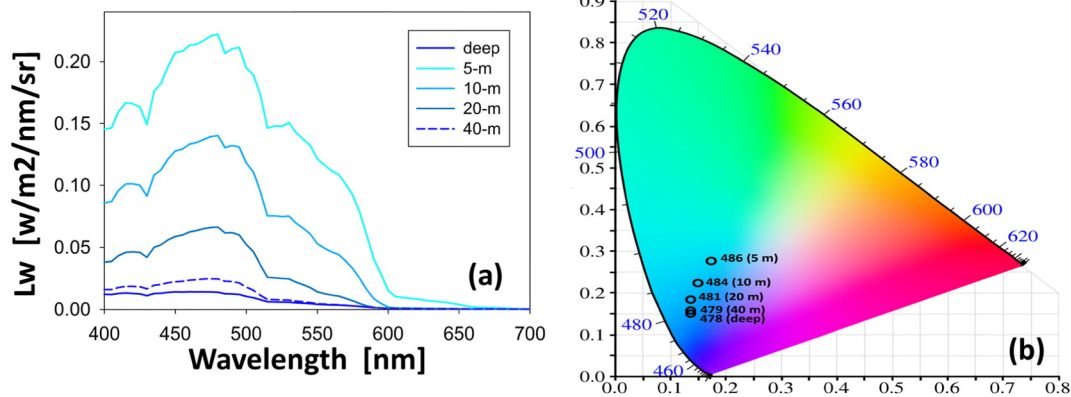 Lw [w/m2/nm/sr]
0.20
0.15
0.10
0.05
0.00
400 450 500 550 600 650 700
Wavelength [nm]
deep
5-m
10-m
20-m
40-m
(a)
0.9
0.8
0.7
0.6
0.5
0.4
0.3
0.2
0.1
0.0
0.0 0.1 0.2 0.3 0.4 0.5 0.6 0.7 0.8
520
540
560
580
600
620
500
480
460
486 (5 m)
484 (10 m)
481 (20 m)
479 (40 m)
478 (deep)
(b)